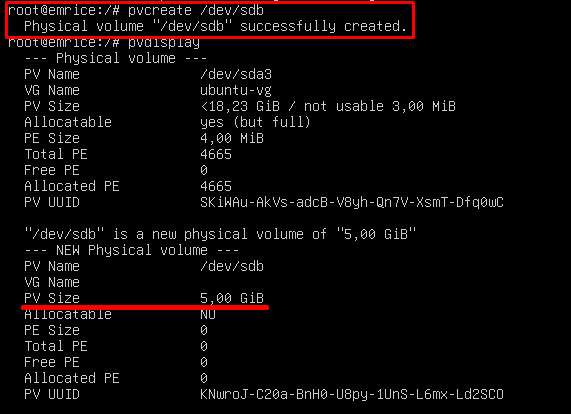 root@emrice:/# pvcreate /dev/sdb
Physical volume "/dev/sdb" successfully created.
root@emrice:/# pvdisplay
--- Physical volume ---
PV Name /dev/sda3
VG Name ubuntu-vg
PV Size <18,23 GiB / not usable 3,00 MiB
Allocatable yes (but full)
PE Size 4,00 MiB
Total PE 4665
Free PE 0
Allocated PE 4665
PV UUID SKiWAu-AkVs-adcB-V8yh-Qn7V-XsmT-Dfq0wC
"/dev/sdb" is a new physical volume of "5,00 GiB"
--- NEW Physical volume ---
PV Name /dev/sdb
VG Name
PV Size 5,00 GiB
Allocatable NO
PE Size 0
Total PE 0
Free PE 0
Allocated PE 0
PV UUID KNwroJ-C20a-BnH0-U8py-1UnS-L6mx-Ld2SCO